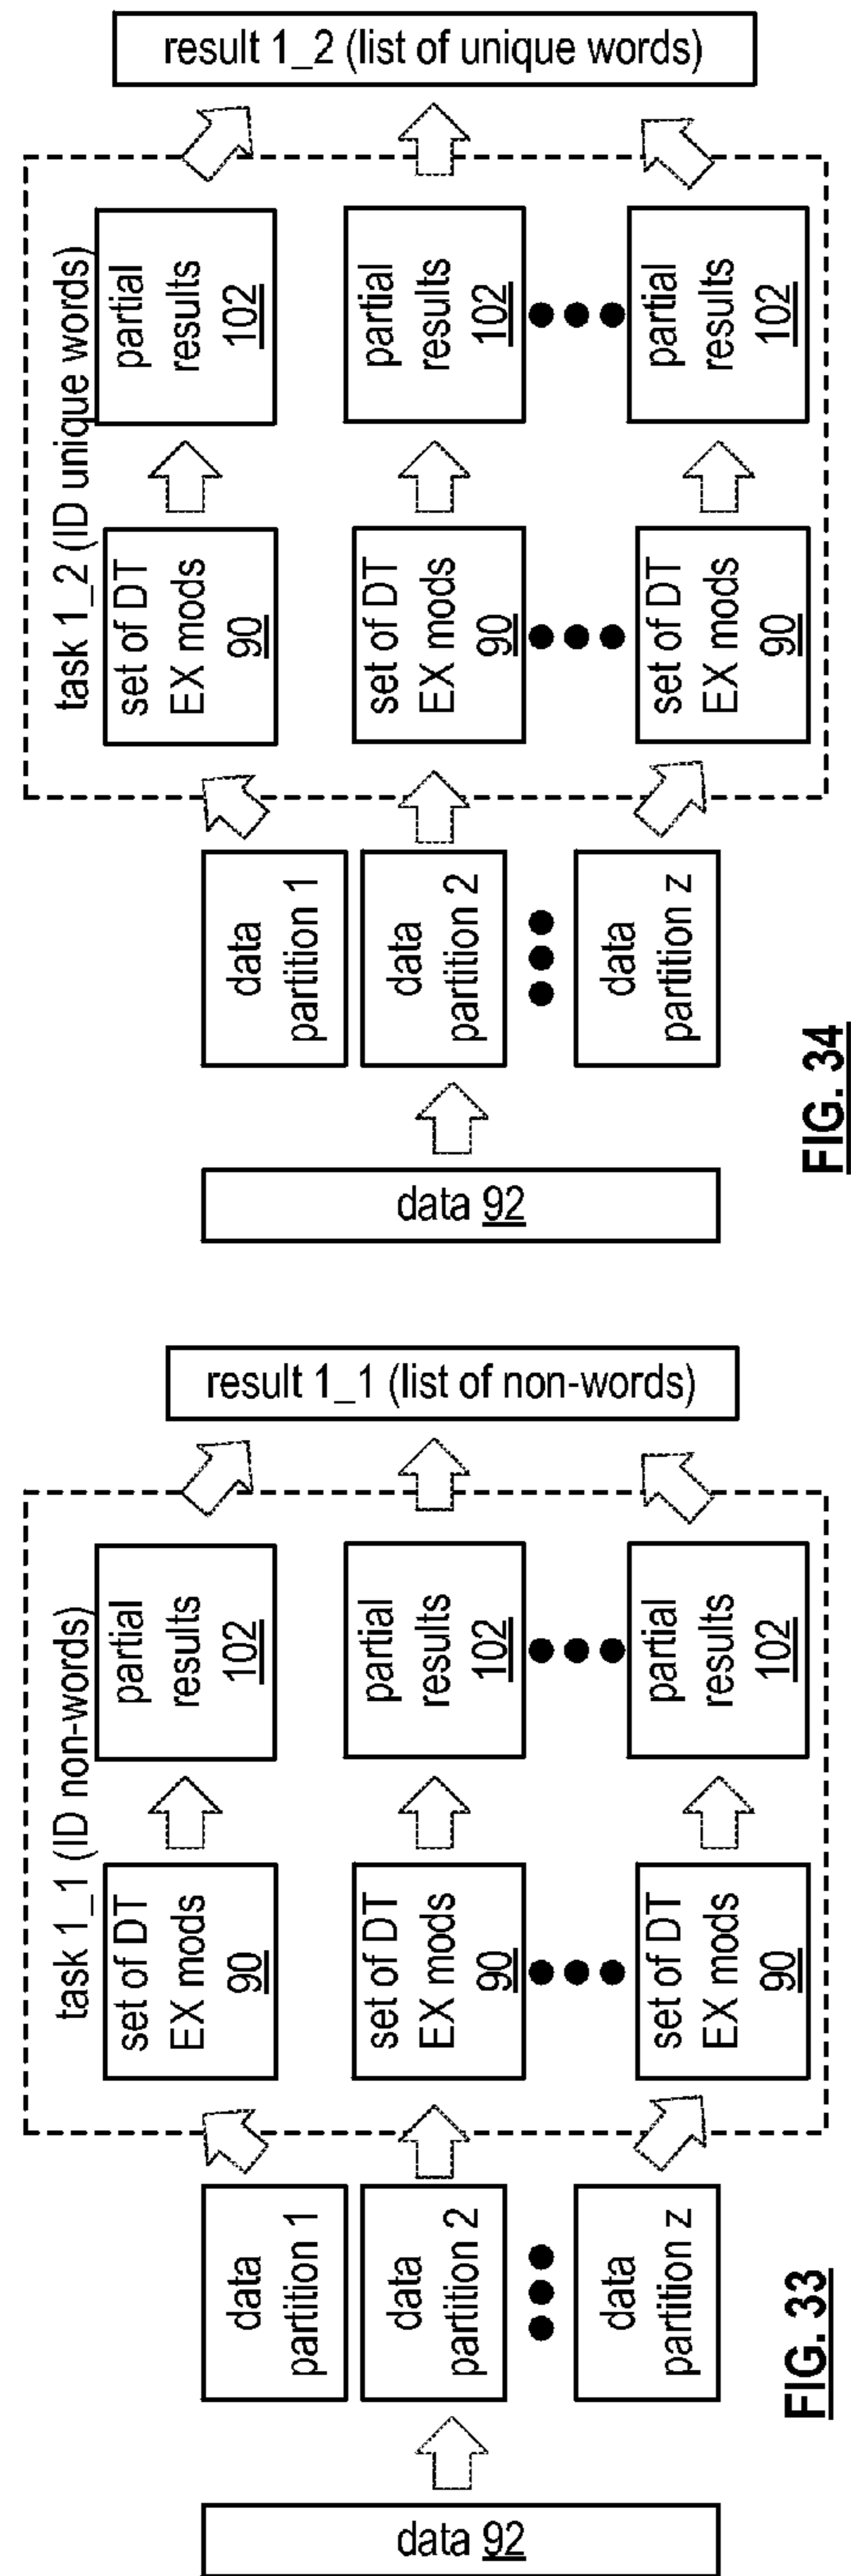 data 92
data
partition 1
data
partition 2
data
partition z
task 1_1 (ID non-words)
set of DT
EX mods
90
set of DT
EX mods
90
set of DT
EX mods
90
partial
results
102
partial
results
102
partial
results
102
result 1_1 (list of non-words)
FIG. 33
data 92
data
partition 1
data
partition 2
data
partition z
task 1_2 (ID unique words)
set of DT
EX mods
90
set of DT
EX mods
90
set of DT
EX mods
90
partial
results
102
partial
results
102
partial
results
102
result 1_2 (list of unique words)
FIG. 34